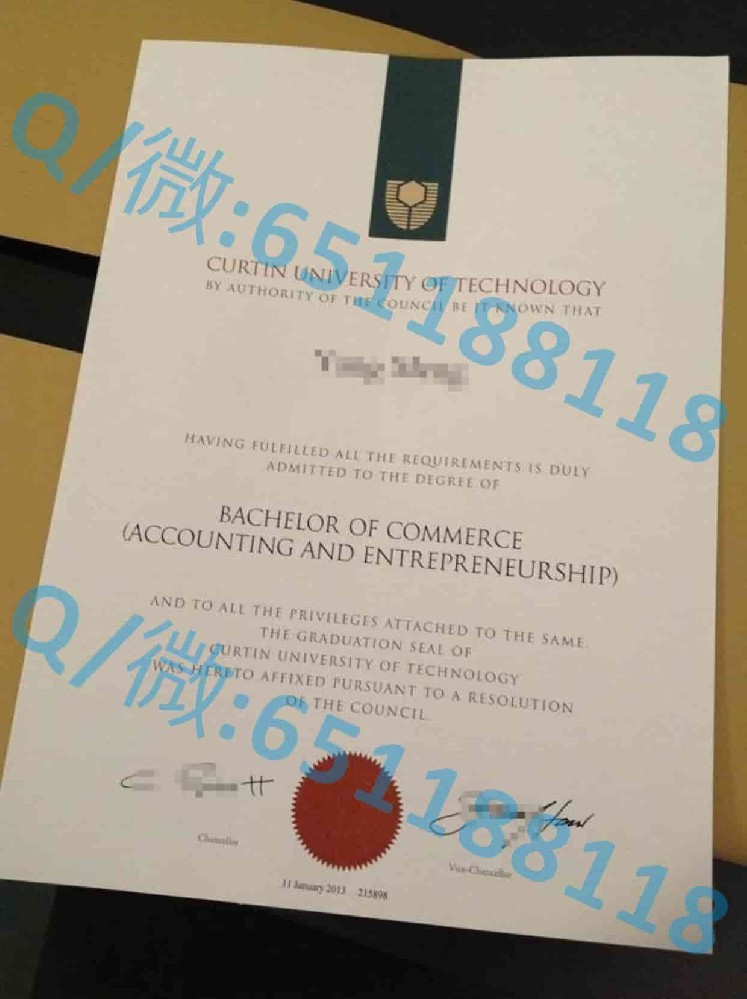 CURTIN UNIVERSITY OF TECHNOLOGY
BY AUTHORITY OF THE COUNCIL BE IT KNOWN THAT
HAVING FULFILLED ALL THE REQUIREMENTS IS DULY
ADMITTED TO THE DEGREE OF
BACHELOR OF COMMERCE
(ACCOUNTING AND ENTREPRENEURSHIP)
AND TO ALL THE PRIVILEGES ATTACHED TO THE SAME.
THE GRADUATION SEAL OF
CURTIN UNIVERSITY OF TECHNOLOGY
WAS HERETO AFFIXED PURSUANT TO A RESOLUTION
OF THE COUNCIL.
Chancellor
Vice-Chancellor
11 January 2013 215898
Q/微:651188118
Q/微:651188118